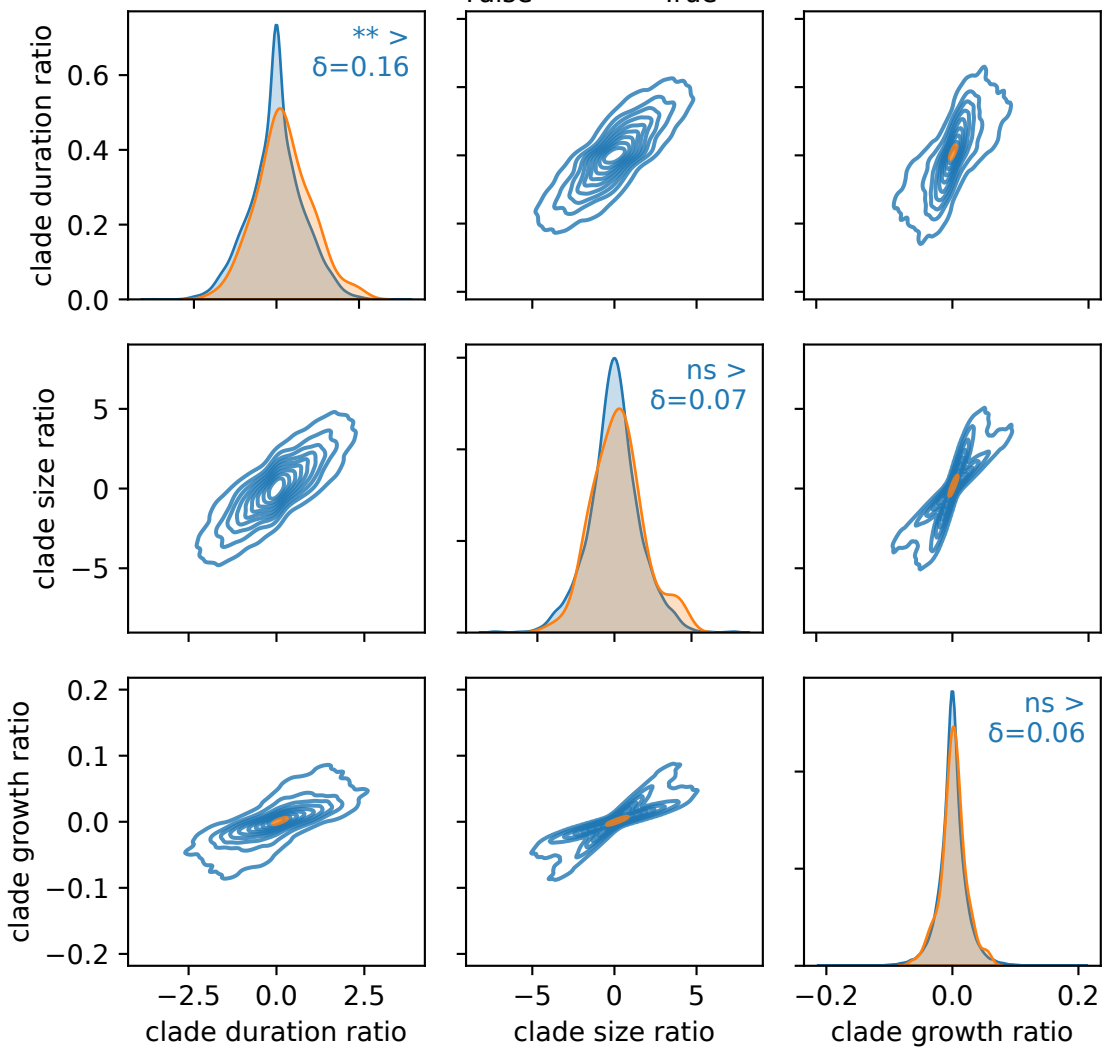 clade duration ratio
0.6
0.4
0.2
0.0
** >
δ=0.16
clade size ratio
5
0
−5
ns >
δ=0.07
clade growth ratio
0.2
0.1
0.0
−0.1
−0.2
ns >
δ=0.06
−2.5 0.0 2.5
clade duration ratio
−5 0 5
clade size ratio
−0.2 0.0 0.2
clade growth ratio